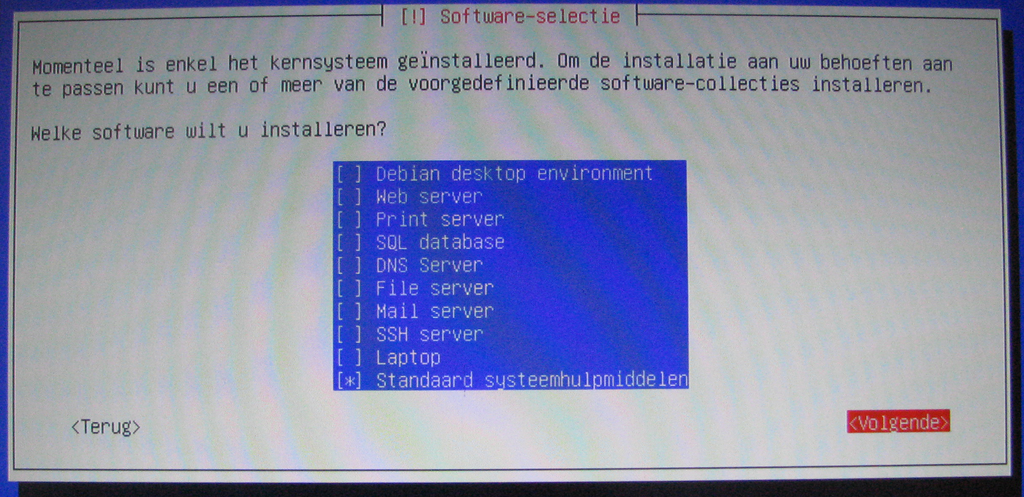 [!] Software-selectie
Momenteel is enkel het kernsysteem geïnstalleerd. Om de installatie aan uw behoeften aan
te passen kunt u een of meer van de voorgedefinieerde software-collecties installeren.
Welke software wilt u installeren?
[ ] Debian desktop environment
[ ] Web server
[ ] Print server
[ ] SQL database
[ ] DNS Server
[ ] File server
[ ] Mail server
[ ] SSH server
[ ] Laptop
[*] Standaard systeemhulpmiddelen
<Terug> <Volgende>